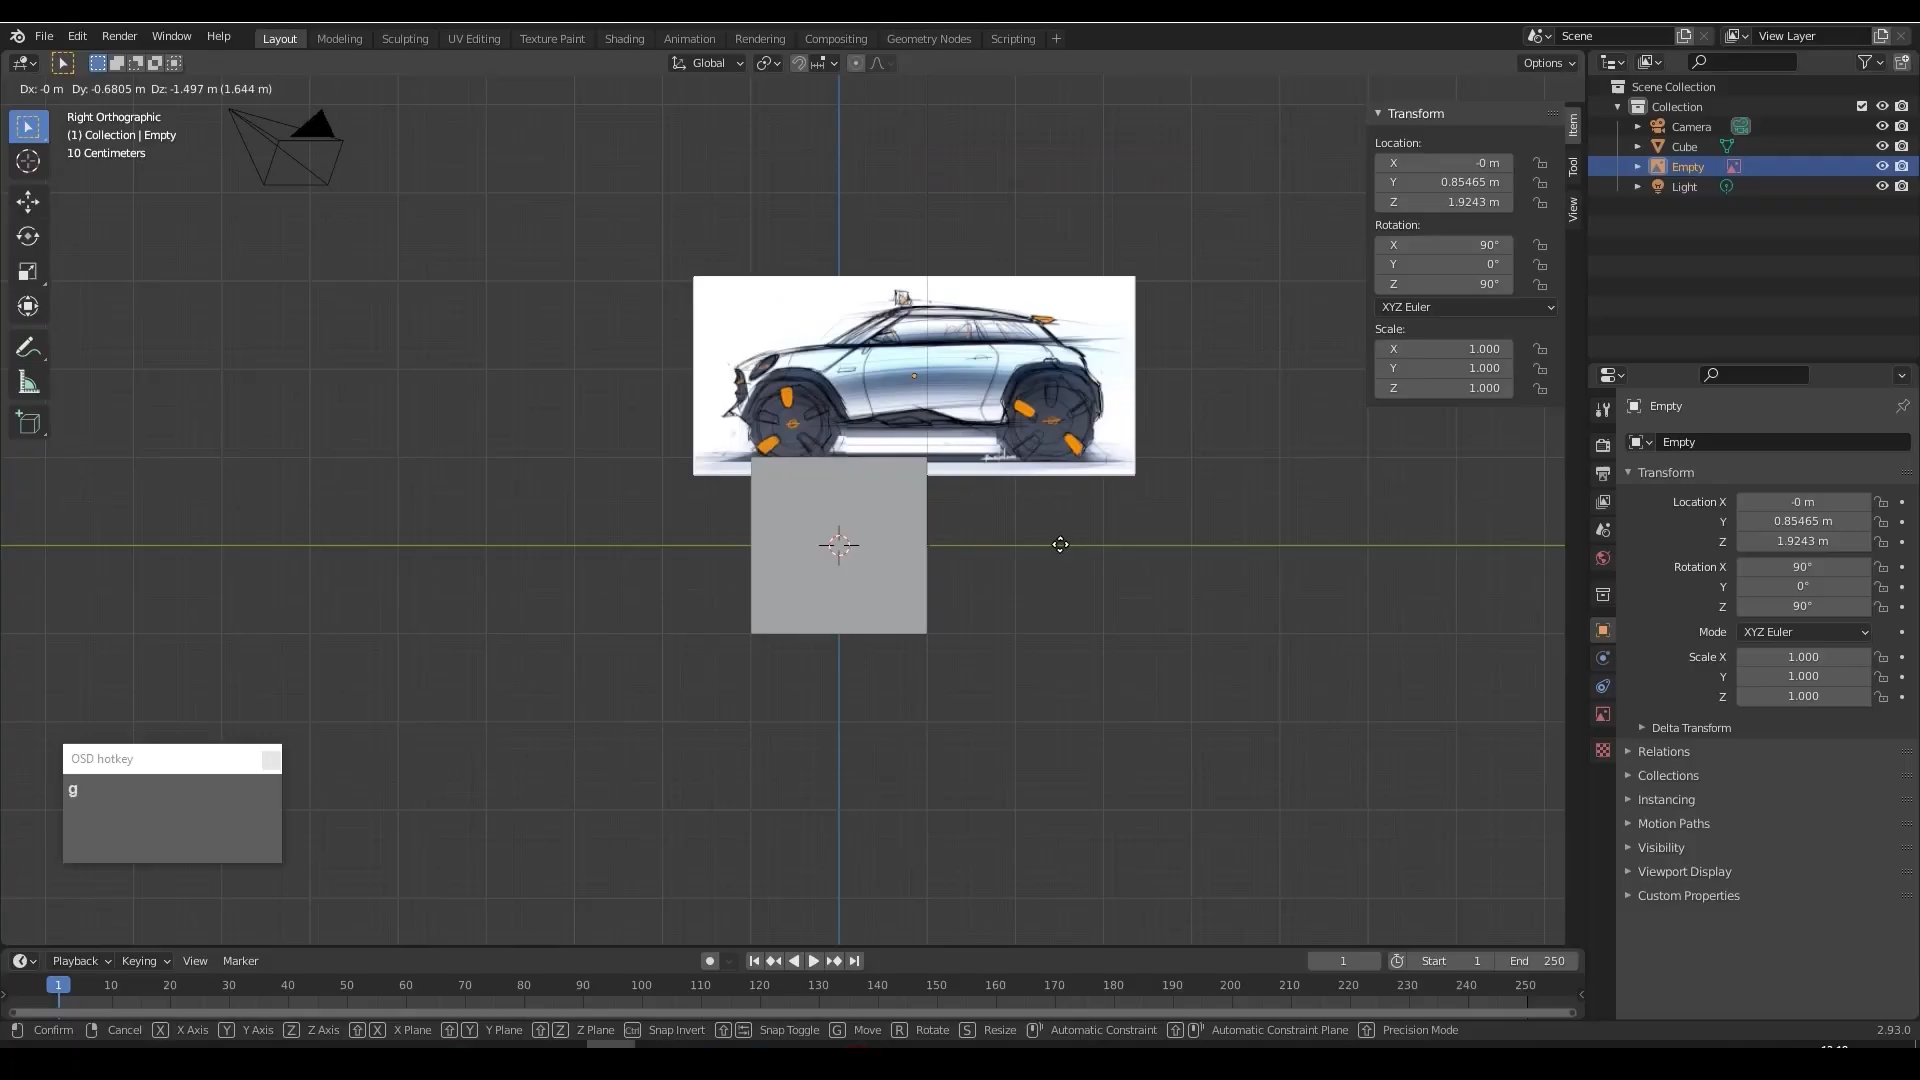 File Edit Render Window Help Layout Modeling Sculpting UV Editing Texture Paint Shading Animation Rendering Compositing Geometry Nodes Scripting + Scene View Layer
Global Options
Dx: -0 m Dy: -0.6805 m Dz: -1.497 m (1.644 m)
Right Orthographic
(1) Collection | Empty
10 Centimeters
Transform
Location:
X -0 m
Y 0.85465 m
Z 1.9243 m
Rotation:
X 90°
Y 0°
Z 90°
XYZ Euler
Scale:
X 1.000
Y 1.000
Z 1.000
Item
Tool
View
Scene Collection
Collection
Camera
Cube
Empty
Light
Empty
Empty
Transform
Location X -0 m
Y 0.85465 m
Z 1.9243 m
Rotation X 90°
Y 0°
Z 90°
Mode XYZ Euler
Scale X 1.000
Y 1.000
Z 1.000
Delta Transform
Relations
Collections
Instancing
Motion Paths
Visibility
Viewport Display
Custom Properties
OSD hotkey
g
Playback Keying View Marker 1 Start 1 End 250
1 10 20 30 40 50 60 70 80 90 100 110 120 130 140 150 160 170 180 190 200 210 220 230 240 250
Confirm Cancel X X Axis Y Y Axis Z Z Axis X X Plane Y Y Plane Z Z Plane Ctrl Snap Invert Snap Toggle G Move R Rotate S Resize Automatic Constraint Automatic Constraint Plane Precision Mode 2.93.0